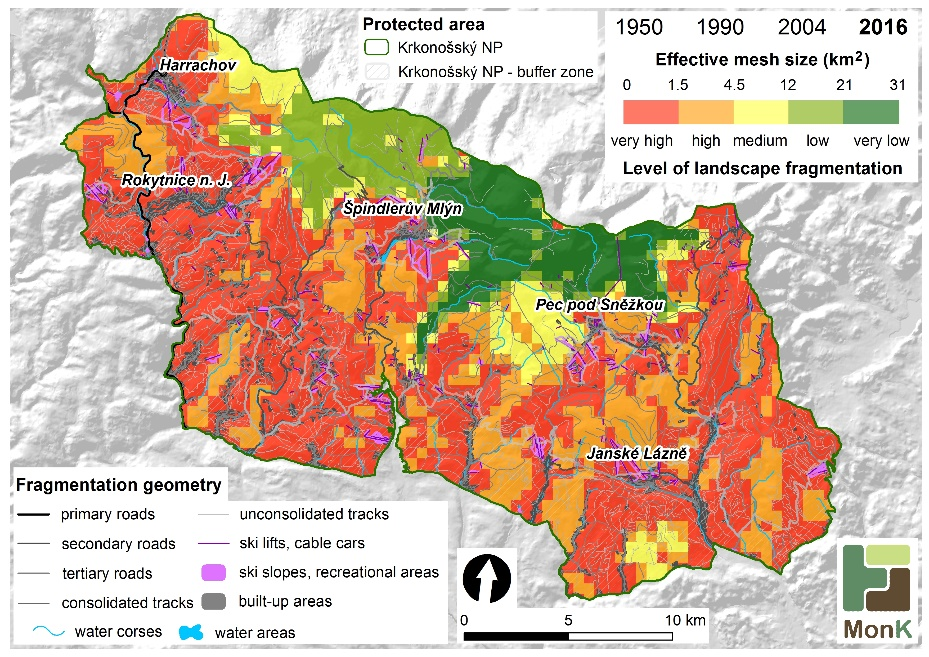 Protected area
Krkonošský NP
Krkonošský NP - buffer zone
1950 1990 2004 2016
Effective mesh size (km²)
0 1.5 4.5 12 21 31
very high high medium low very low
Level of landscape fragmentation
Harrachov
Rokytnice n. J.
Špindlerův Mlýn
Pec pod Sněžkou
Janské Lázně
Fragmentation geometry
primary roads
secondary roads
tertiary roads
consolidated tracks
water corses
unconsolidated tracks
ski lifts, cable cars
ski slopes, recreational areas
built-up areas
water areas
0 5 10 km
MonK